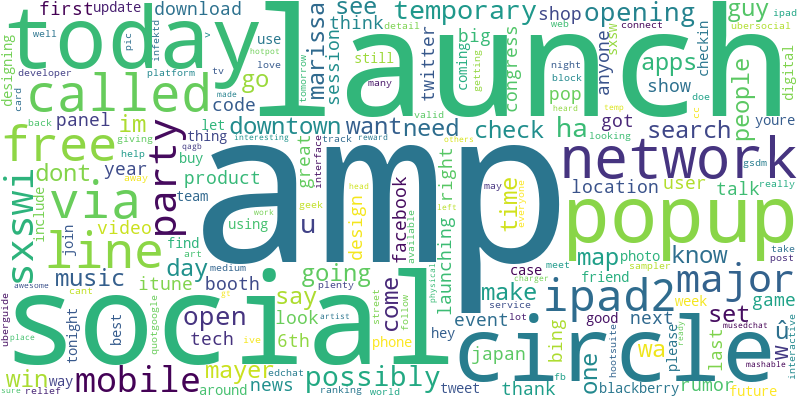 today
launch
amp
social
circle
popup
network
called
free
via
line
sxswi
party
mobile
ipad2
major
possibly
temporary
opening
marissa
guy
apps
downtown
want
need
check
ha
search
people
congress
first
update
download
code
think
see
shop
go
session
twitter
big
coming
pop
show
anyone
checkin
sxsw
digital
designing
developer
pic
infektd
well
>
platform
love
tv
use
hotpot
tomorrow
detail
connect
web
night
block
ipad
ubersocial
card
made
many
getting
heard
valid
temp
cc
doe
back
giving
let
panel
im
thing
great
interface
track
reward
right
looking
others
got
youre
dont
year
help
qagb
buy
interesting
away
team
product
geek
head
may
time
everyone
location
user
talk
really
gsdm
include
video
using
work
u
design
facebook
available
left
launching
map
photo
know
take
post
join
find
art
music
itune
day
medium
cant
going
come
physical
case
meet
friend
sampler
week
game
awesome
uberguide
place
tonight
best
quotgoogle
booth
plenty
say
look
6th
gt
ive
artist
street
phone
follow
make
charger
service
event
lot
good
next
set
musedchat
open
tech
mayer
hey
bing
japan
one
fb
hootsuite
wa
please
last
ready
w
û
mashable
interactive
win
way
news
edchat
ranking
world
tweet
thank
blackberry
rumor
future
sure
relief
around
still